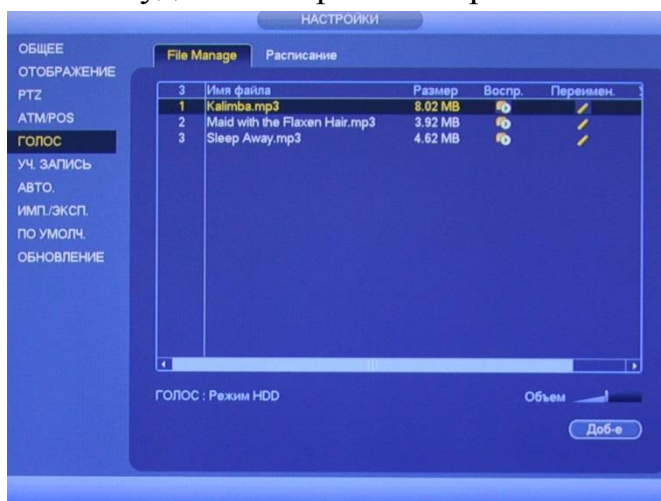 НАСТРОЙКИ
ОБЩЕЕ
ОТОБРАЖЕНИЕ
PTZ
ATM/POS
ГОЛОС
УЧ. ЗАПИСЬ
АВТО.
ИМП./ЭКСП.
ПО УМОЛЧ.
ОБНОВЛЕНИЕ
File Manage Расписание
3 Имя файла Размер Воспр. Переимен.
1 Kalimba.mp3 8.02 MB
2 Maid with the Flaxen Hair.mp3 3.92 MB
3 Sleep Away.mp3 4.62 MB
ГОЛОС : Режим HDD Объем
Доб-е